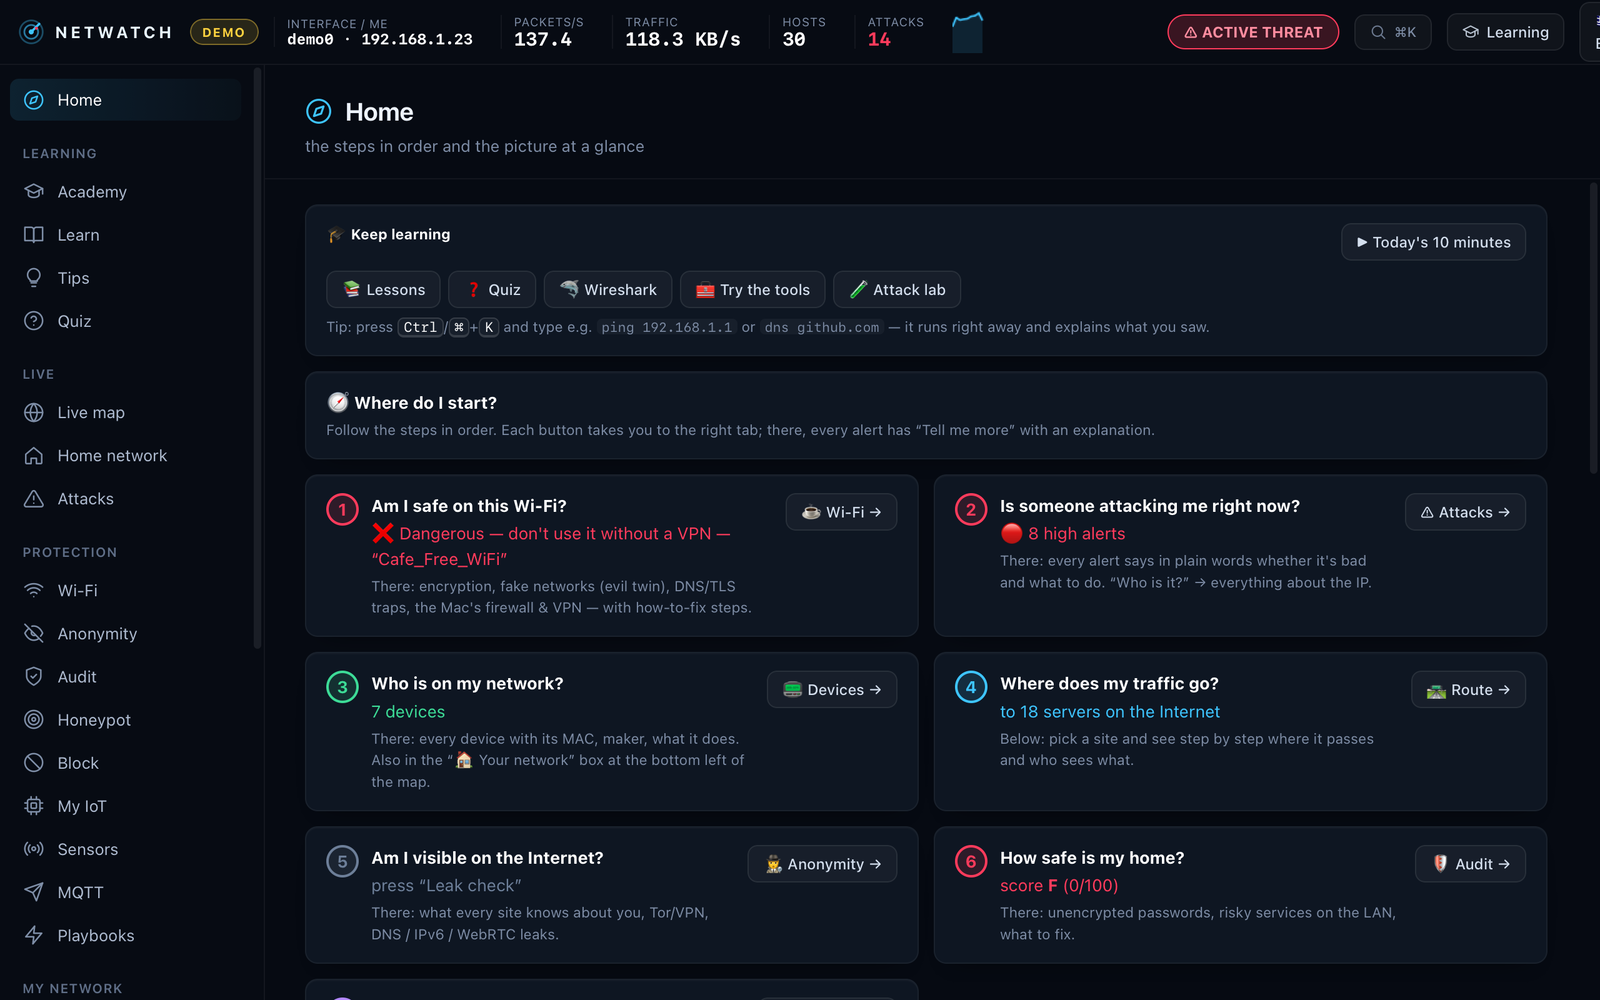 NETWATCH
DEMO
INTERFACE / ME
demo0 · 192.168.1.23
PACKETS/S
137.4
TRAFFIC
118.3 KB/s
HOSTS
30
ATTACKS
14
ACTIVE THREAT
⌘K
Learning
Home
LEARNING
Academy
Learn
Tips
Quiz
LIVE
Live map
Home network
Attacks
PROTECTION
Wi-Fi
Anonymity
Audit
Honeypot
Block
My IoT
Sensors
MQTT
Playbooks
MY NETWORK
Home
the steps in order and the picture at a glance
Keep learning
Today's 10 minutes
Lessons
Quiz
Wireshark
Try the tools
Attack lab
Tip: press Ctrl/⌘+K and type e.g. ping 192.168.1.1 or dns github.com — it runs right away and explains what you saw.
Where do I start?
Follow the steps in order. Each button takes you to the right tab; there, every alert has “Tell me more” with an explanation.
1
Am I safe on this Wi-Fi?
Wi-Fi →
Dangerous — don't use it without a VPN —
“Cafe_Free_WiFi”
There: encryption, fake networks (evil twin), DNS/TLS
traps, the Mac's firewall & VPN — with how-to-fix steps.
2
Is someone attacking me right now?
Attacks →
8 high alerts
There: every alert says in plain words whether it's bad
and what to do. “Who is it?” → everything about the IP.
3
Who is on my network?
Devices →
7 devices
There: every device with its MAC, maker, what it does.
Also in the “🏠 Your network” box at the bottom left of
the map.
4
Where does my traffic go?
Route →
to 18 servers on the Internet
Below: pick a site and see step by step where it passes
and who sees what.
5
Am I visible on the Internet?
Anonymity →
press “Leak check”
There: what every site knows about you, Tor/VPN,
DNS / IPv6 / WebRTC leaks.
6
How safe is my home?
Audit →
score F (0/100)
There: unencrypted passwords, risky services on the LAN,
what to fix.